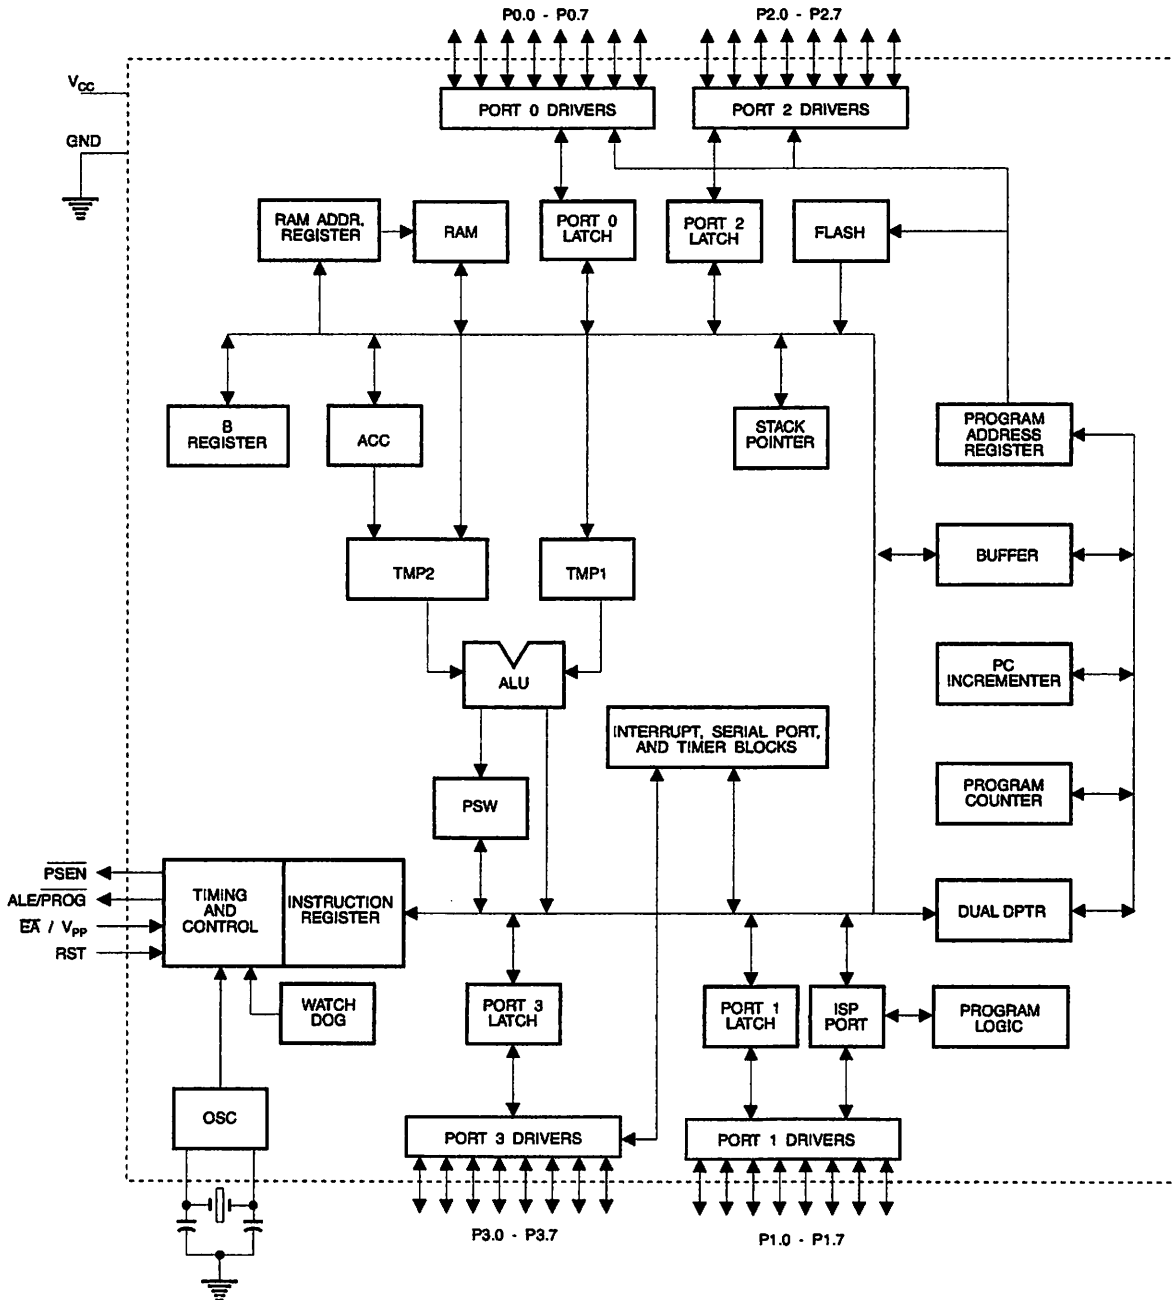 P0.0 - P0.7
P2.0 - P2.7
VCC
PORT 0 DRIVERS
PORT 2 DRIVERS
GND
RAM ADDR.
REGISTER
RAM
PORT 0
LATCH
PORT 2
LATCH
FLASH
B
REGISTER
ACC
STACK
POINTER
PROGRAM
ADDRESS
REGISTER
BUFFER
TMP2
TMP1
ALU
PC
INCREMENTER
INTERRUPT, SERIAL PORT,
AND TIMER BLOCKS
PSW
PROGRAM
COUNTER
PSEN
ALE/PROG
EA / VPP
RST
TIMING
AND
CONTROL
INSTRUCTION
REGISTER
DUAL DPTR
WATCH
DOG
PORT 3
LATCH
PORT 1
LATCH
ISP
PORT
PROGRAM
LOGIC
OSC
PORT 3 DRIVERS
PORT 1 DRIVERS
P3.0 - P3.7
P1.0 - P1.7